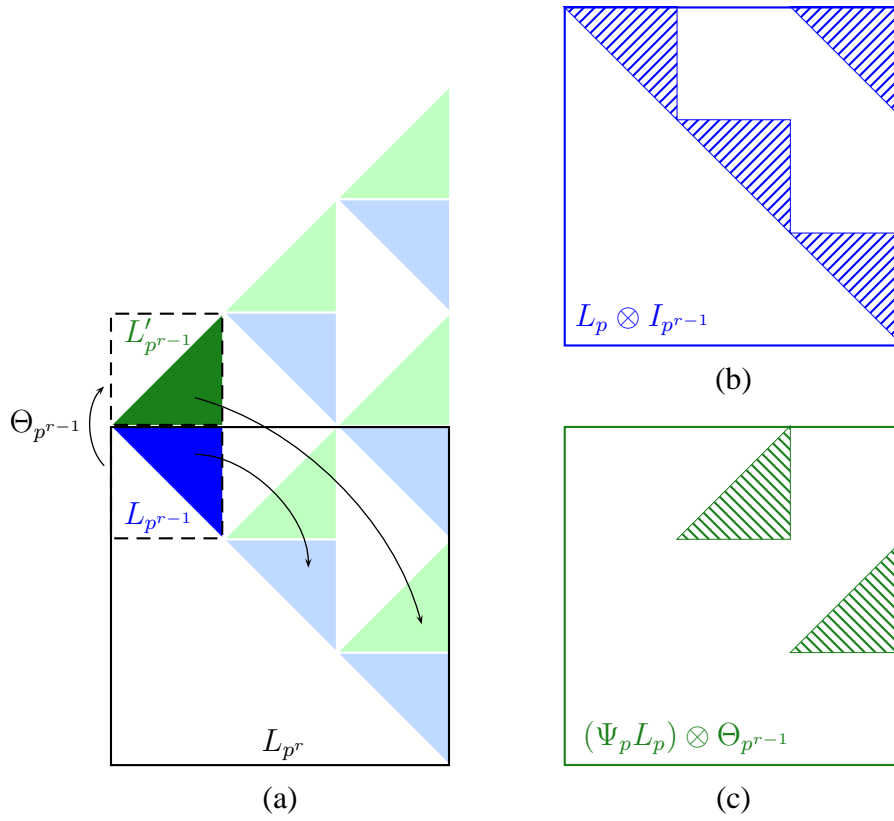 L′_{p^{r−1}}
Θ_{p^{r−1}}
L_{p^{r−1}}
L_{p^r}
(a)
L_p ⊗ I_{p^{r−1}}
(b)
(Ψ_p L_p) ⊗ Θ_{p^{r−1}}
(c)